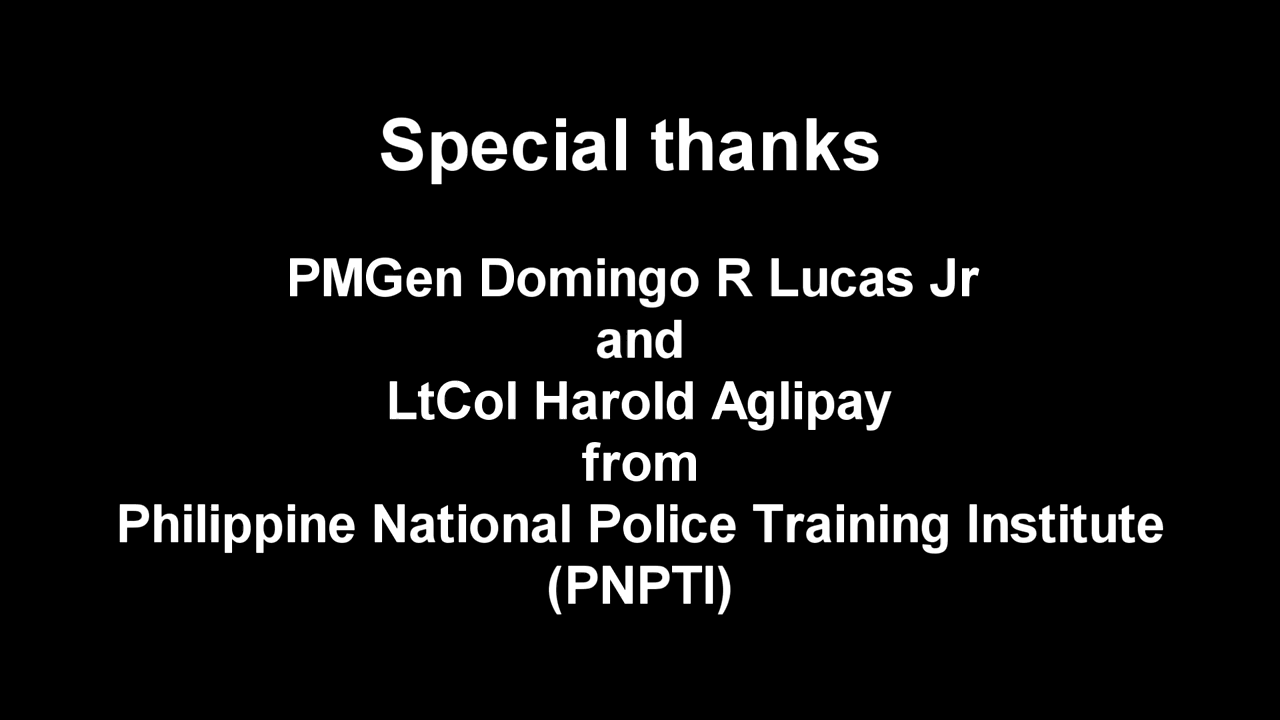 Special thanks
PMGen Domingo R Lucas Jr
and
LtCol Harold Aglipay
from
Philippine National Police Training Institute
(PNPTI)